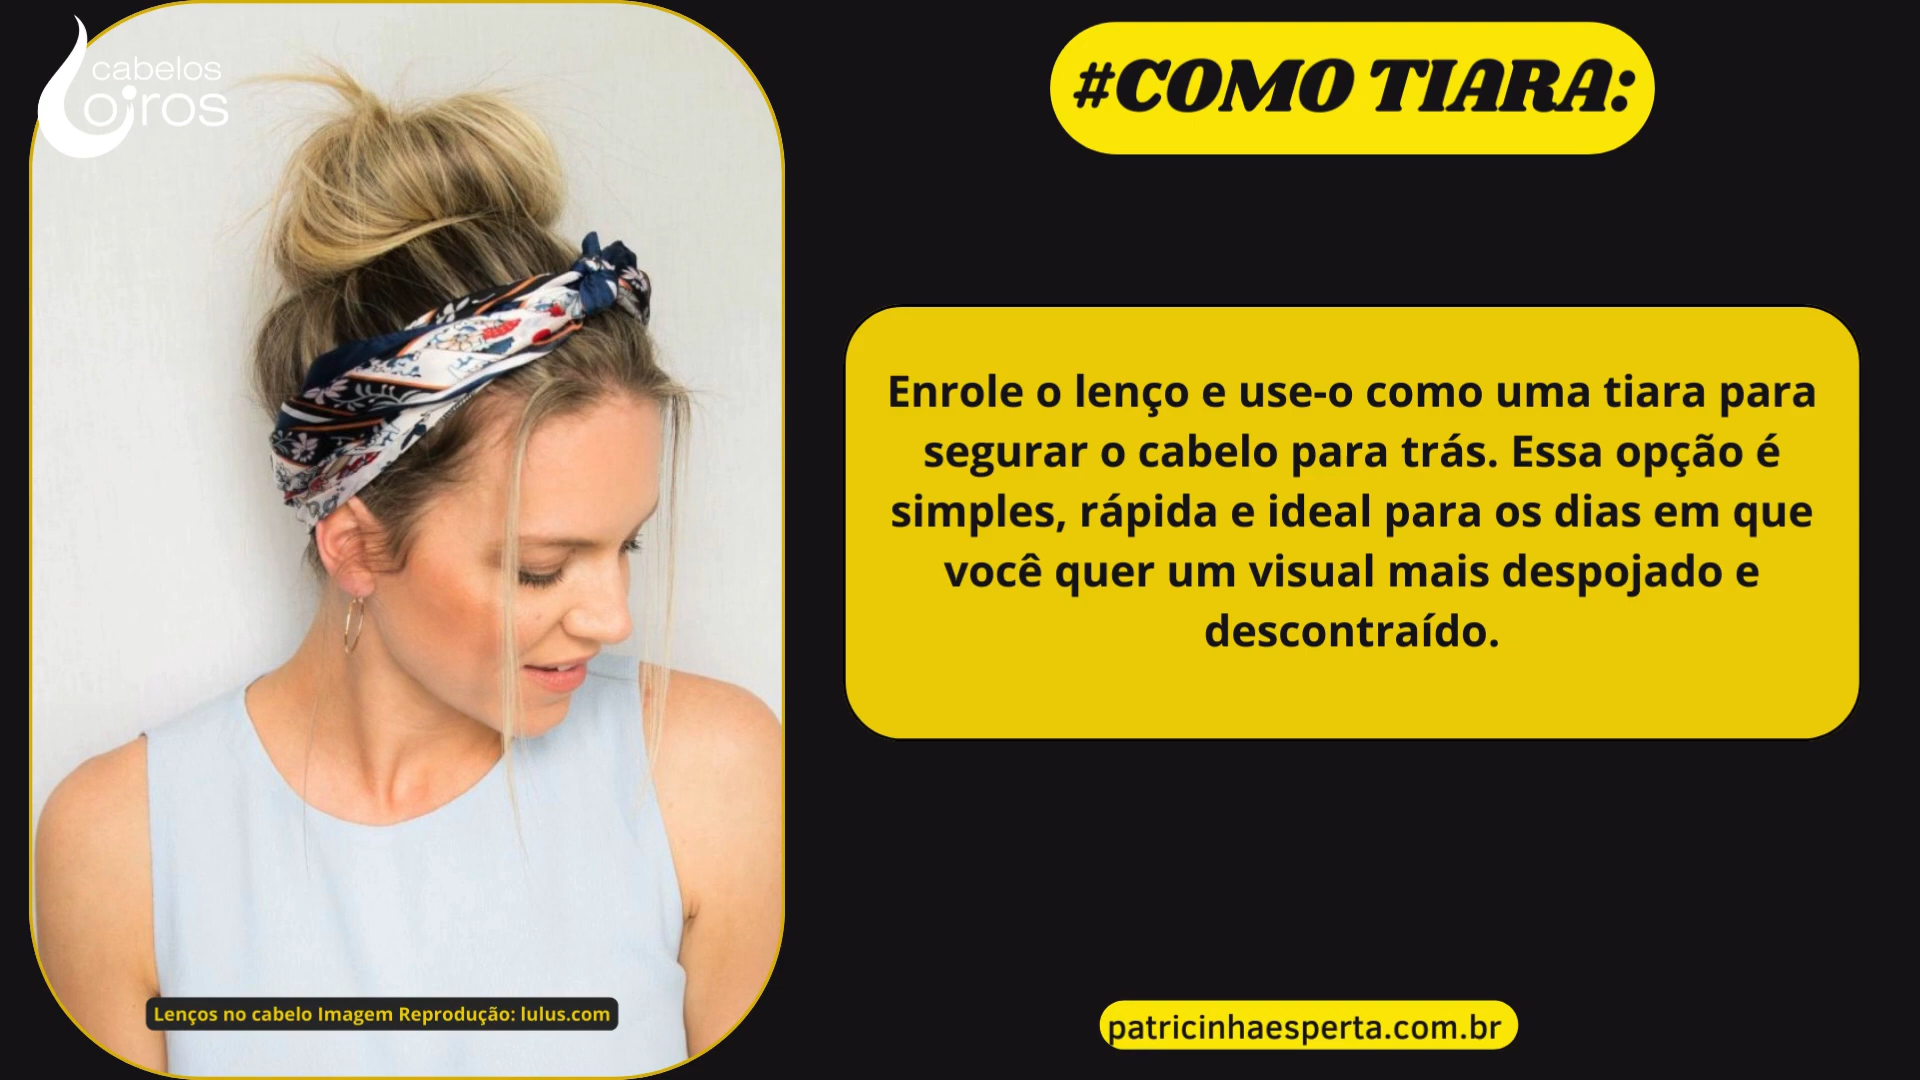 cabelos
loiros
#COMO TIARA:
Enrole o lenço e use-o como uma tiara para
segurar o cabelo para trás. Essa opção é
simples, rápida e ideal para os dias em que
você quer um visual mais despojado e
descontraído.
Lenços no cabelo Imagem Reprodução: lulus.com
patricinhaesperta.com.br